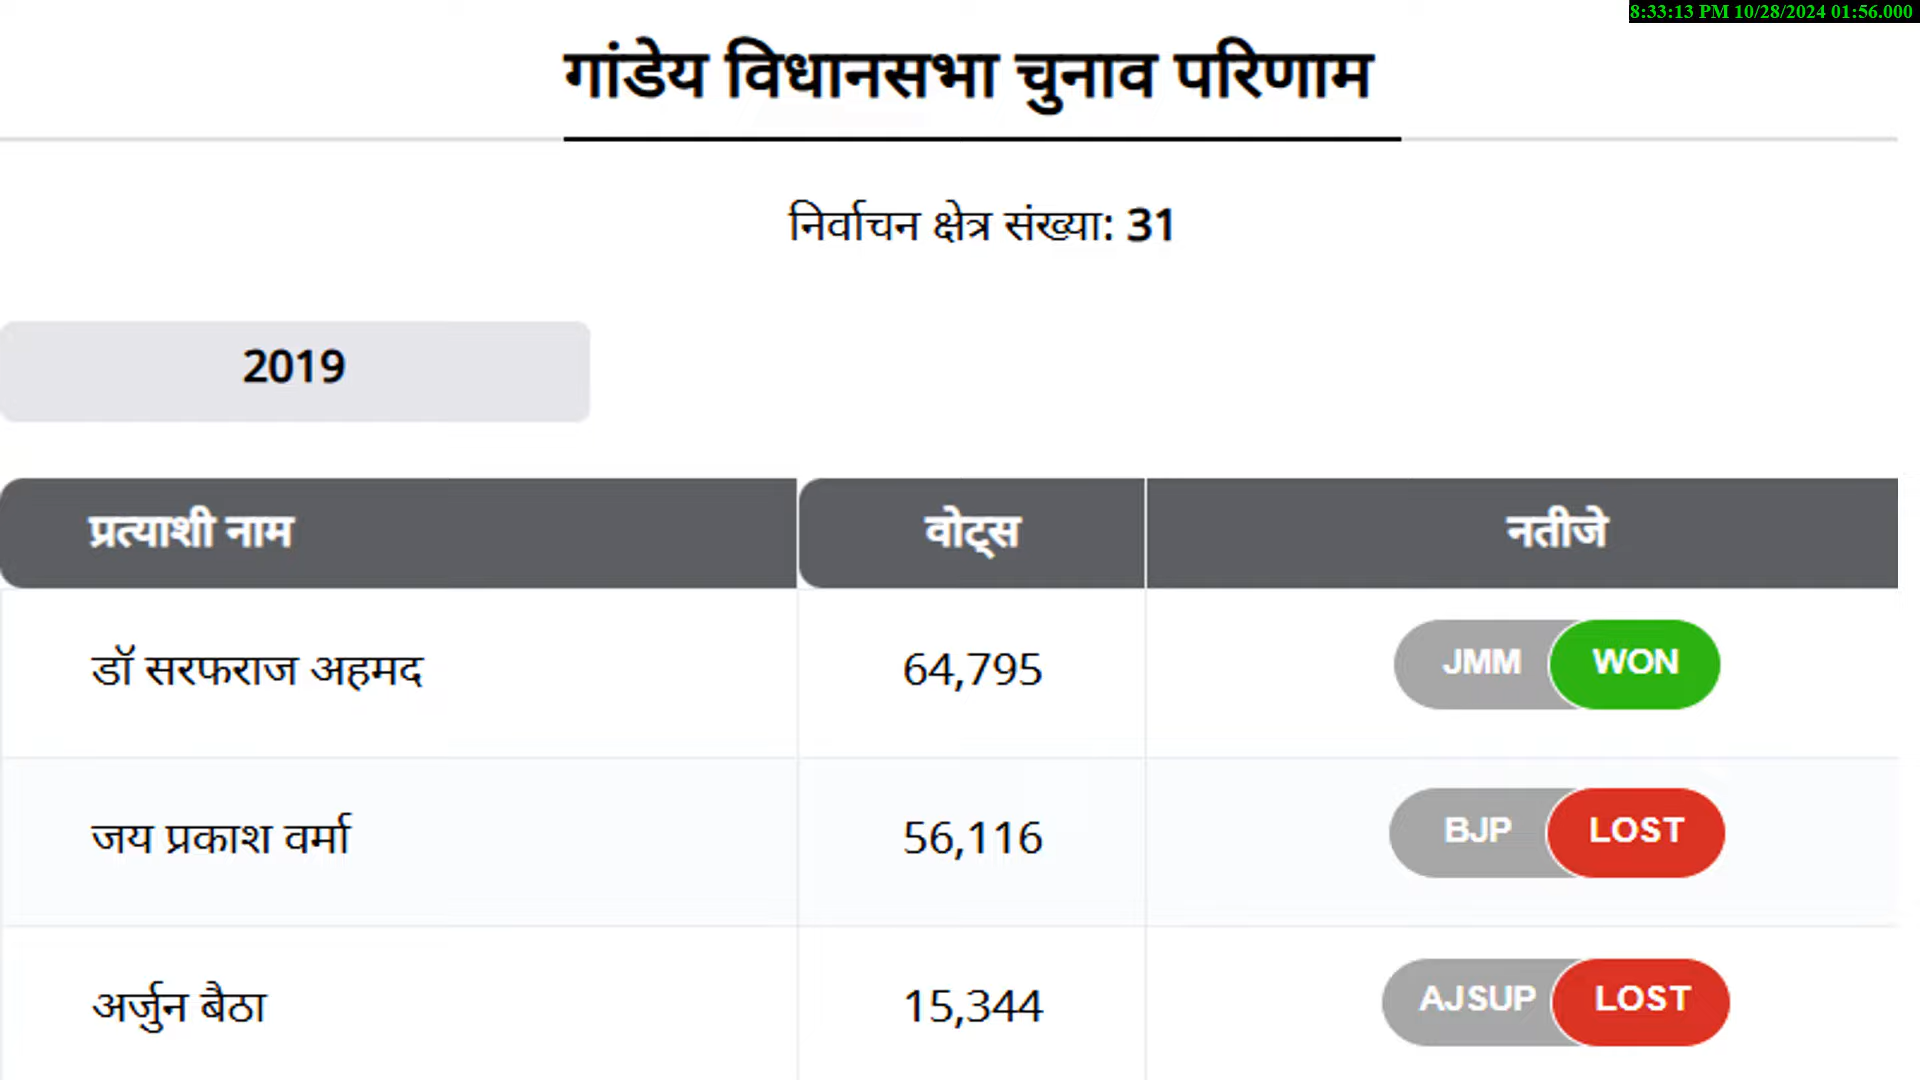 8:33:13 PM 10/28/2024 01:56.000
गांडेय विधानसभा चुनाव परिणाम
निर्वाचन क्षेत्र संख्या: 31
2019
प्रत्याशी नाम वोट्स नतीजे
डॉ सरफराज अहमद 64,795 JMM WON
जय प्रकाश वर्मा 56,116 BJP LOST
अर्जुन बैठा 15,344 AJSUP LOST